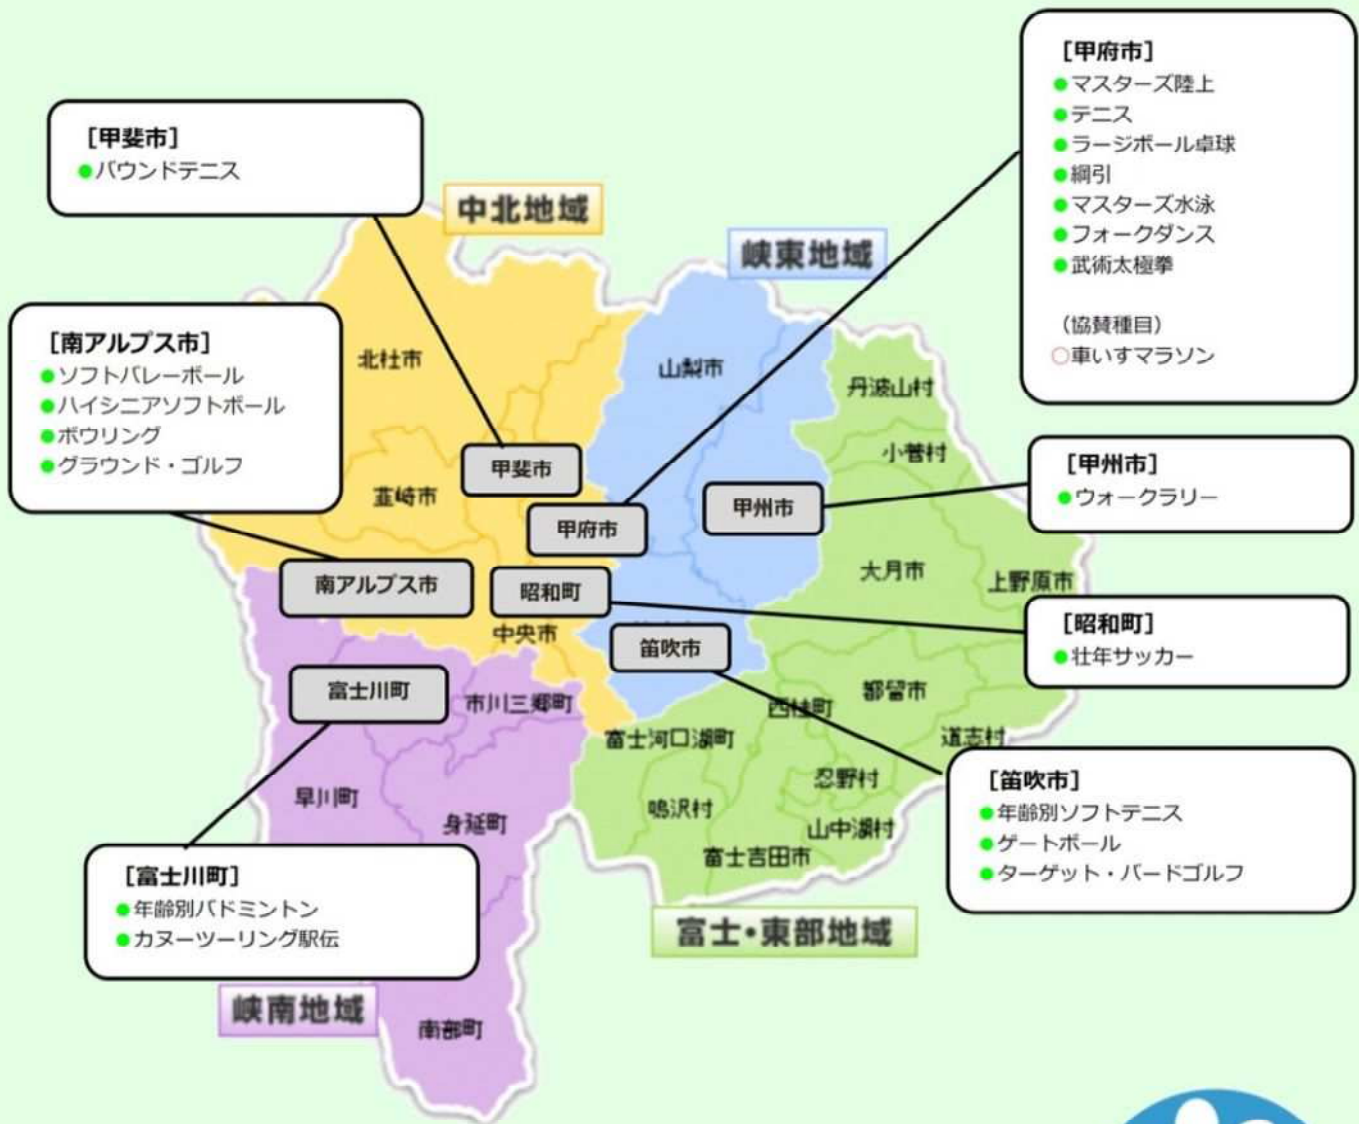 [甲府市]
●マスターズ陸上
●テニス
●ラージボール卓球
●綱引
●マスターズ水泳
●フォークダンス
●武術太極拳
（協賛種目）
○車いすマラソン
[甲斐市]
●バウンドテニス
中北地域
峡東地域
[南アルプス市]
●ソフトバレーボール
●ハイシニアソフトボール
●ボウリング
●グラウンド・ゴルフ
北杜市
山梨市
丹波山村
小菅村
[甲州市]
●ウォークラリー
甲斐市
韮崎市
甲州市
甲府市
大月市
上野原市
南アルプス市
昭和町
[昭和町]
●壮年サッカー
中央市
笛吹市
富士川町
市川三郷町
都留市
西桂町
富士河口湖町
道志村
[笛吹市]
●年齢別ソフトテニス
●ゲートボール
●ターゲット・バードゴルフ
忍野村
早川町
鳴沢村
身延町
山中湖村
富士吉田市
[富士川町]
●年齢別バドミントン
●カヌーツーリング駅伝
富士・東部地域
峡南地域
南部町